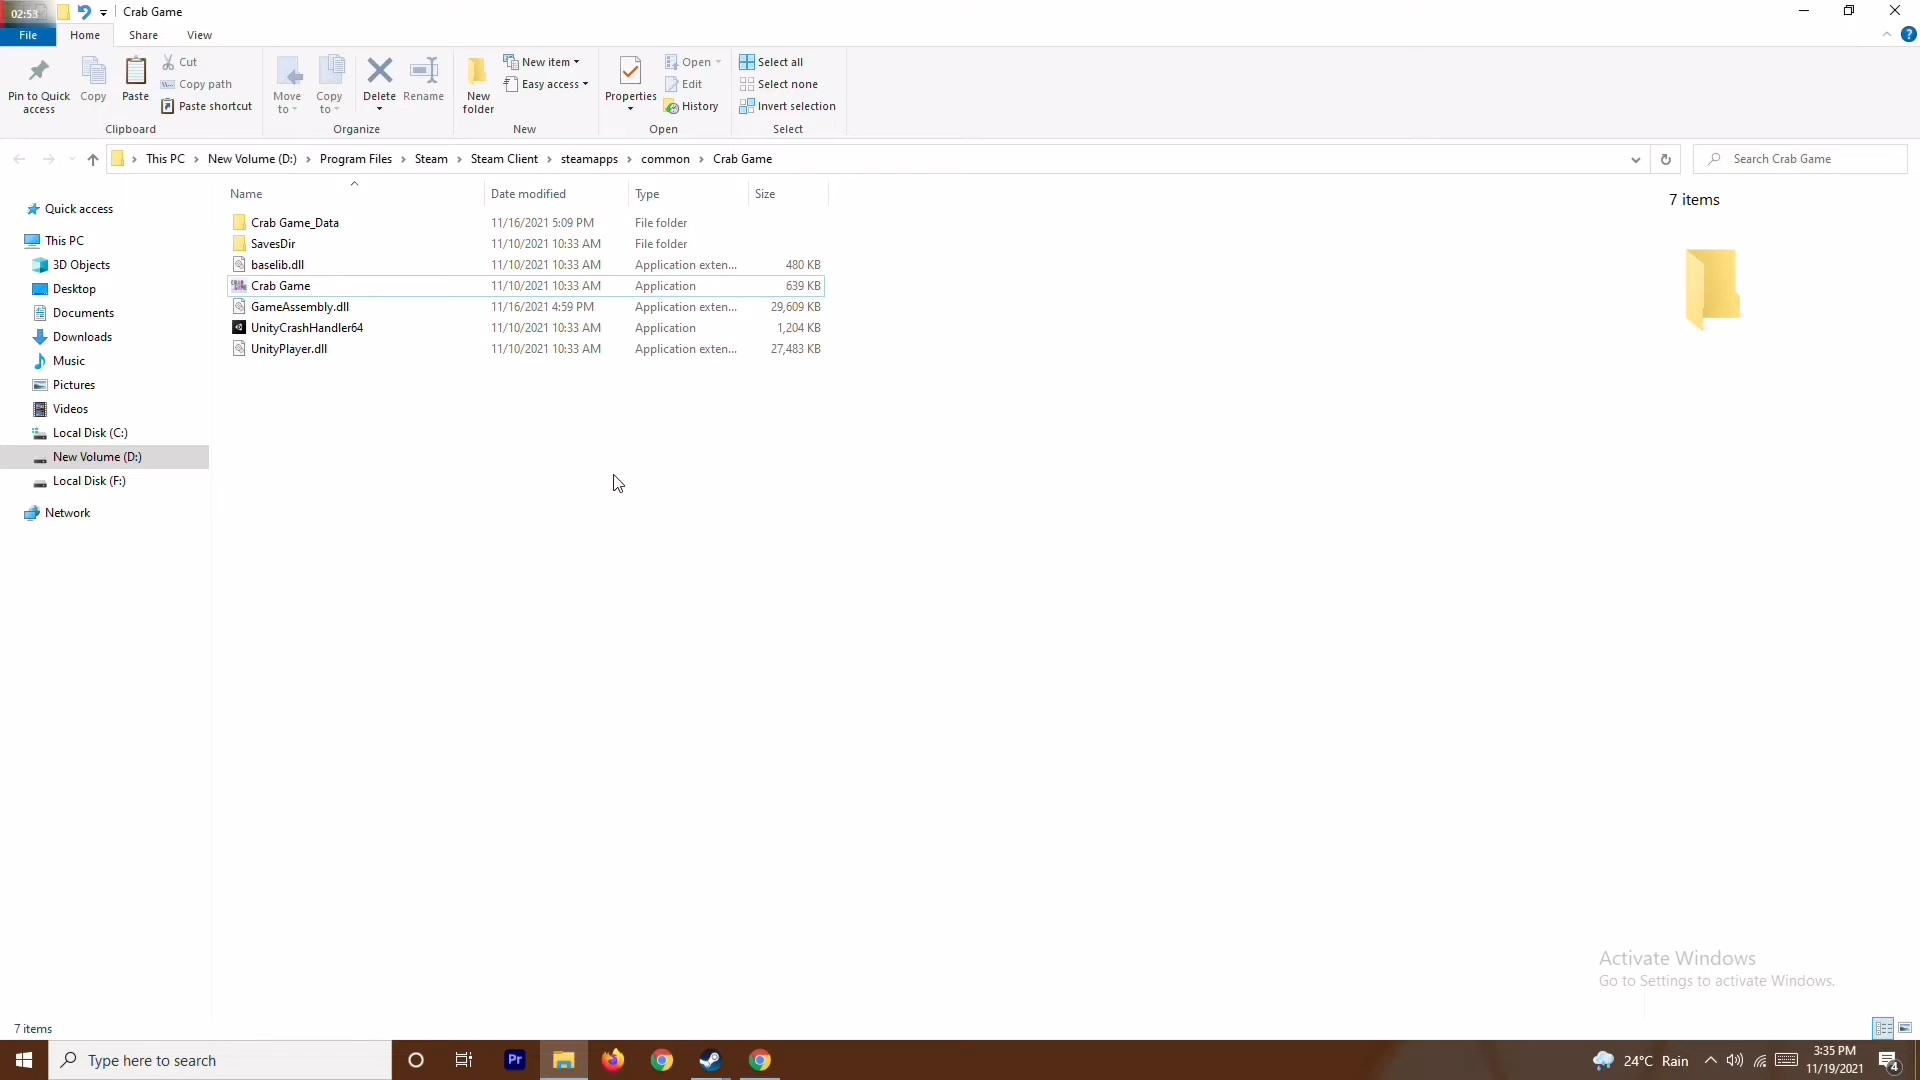 02:53
Crab Game
File Home Share View
Pin to Quick access
Copy
Paste
Cut
Copy path
Paste shortcut
Clipboard
Move to
Copy to
Delete
Rename
Organize
New folder
New item
Easy access
New
Properties
Open
Edit
History
Open
Select all
Select none
Invert selection
Select
This PC > New Volume (D:) > Program Files > Steam > Steam Client > steamapps > common > Crab Game
Search Crab Game
Quick access
This PC
3D Objects
Desktop
Documents
Downloads
Music
Pictures
Videos
Local Disk (C:)
New Volume (D:)
Local Disk (F:)
Network
Name Date modified Type Size
Crab Game_Data 11/16/2021 5:09 PM File folder
SavesDir 11/10/2021 10:33 AM File folder
baselib.dll 11/10/2021 10:33 AM Application exten... 480 KB
Crab Game 11/10/2021 10:33 AM Application 639 KB
GameAssembly.dll 11/16/2021 4:59 PM Application exten... 29,609 KB
UnityCrashHandler64 11/10/2021 10:33 AM Application 1,204 KB
UnityPlayer.dll 11/10/2021 10:33 AM Application exten... 27,483 KB
7 items
Activate Windows
Go to Settings to activate Windows.
7 items
Type here to search
Pr
24°C Rain
3:35 PM
11/19/2021
4